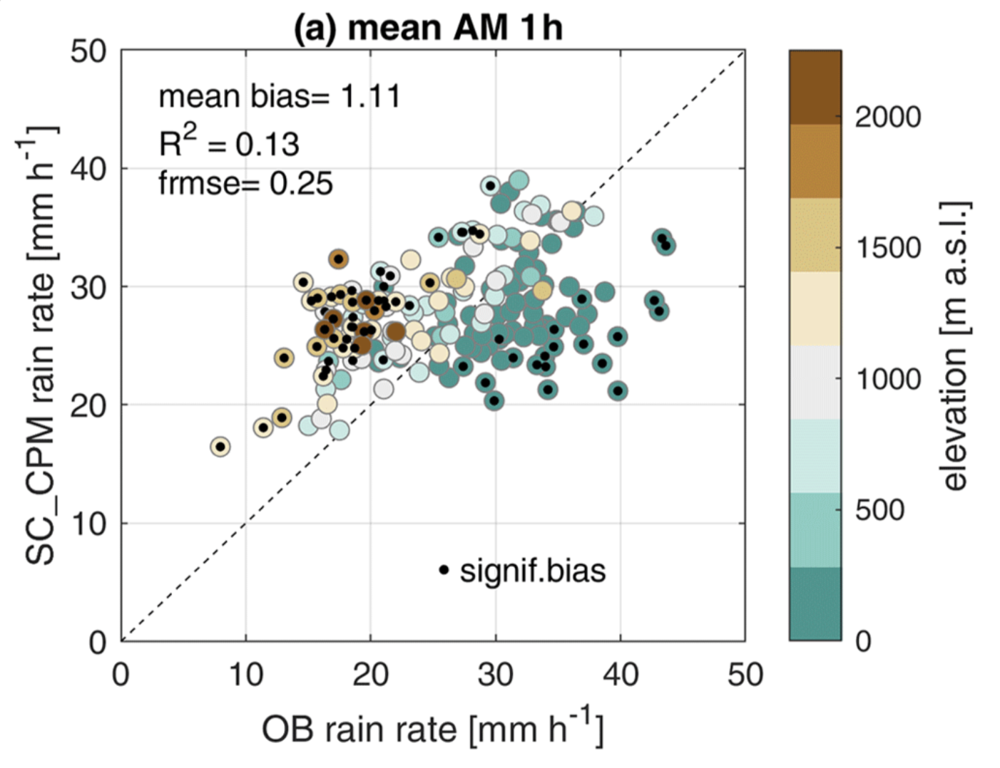 (a) mean AM 1h
mean bias= 1.11
R² = 0.13
frmse= 0.25
signif.bias
SC_CPM rain rate [mm h⁻¹]
50
40
30
20
10
0
0 10 20 30 40 50
OB rain rate [mm h⁻¹]
2000
1500
1000
500
0
elevation [m a.s.l.]